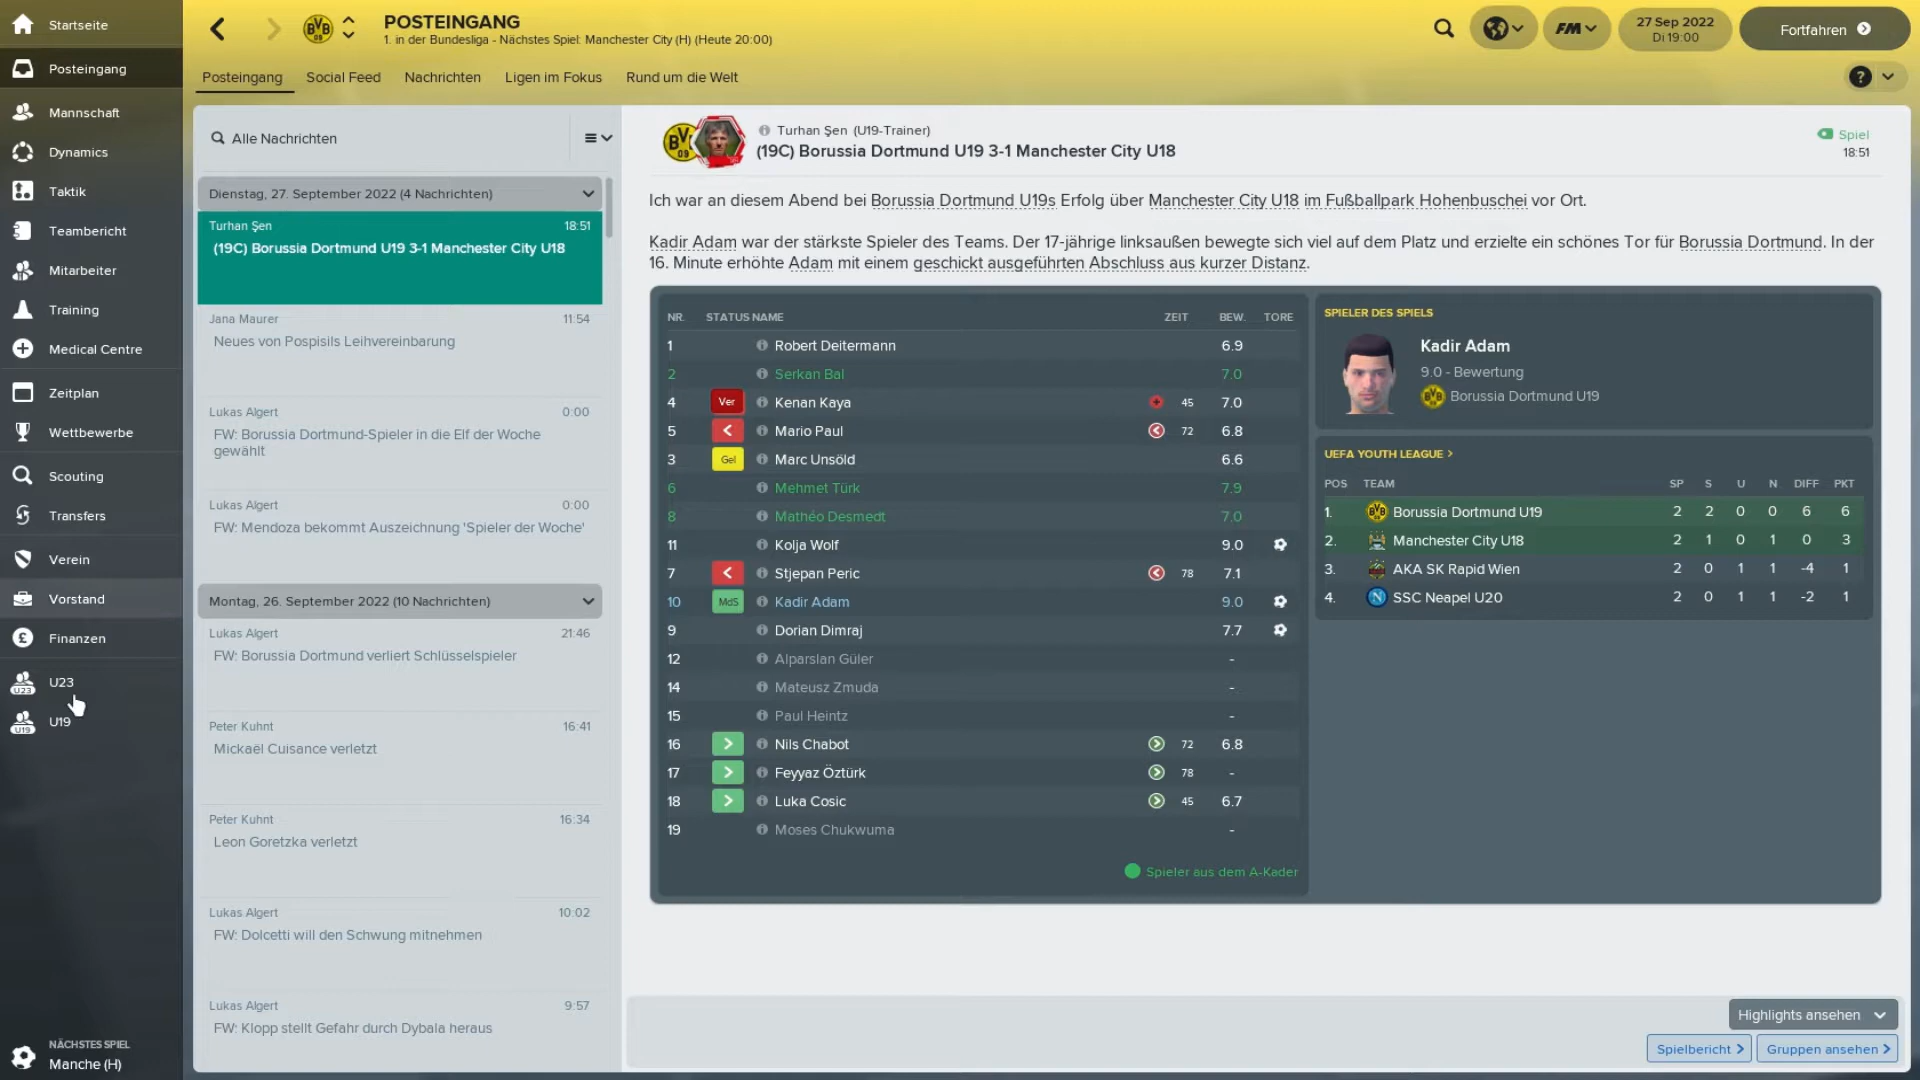 Startseite
Posteingang
Mannschaft
Dynamics
Taktik
Teambericht
Mitarbeiter
Training
Medical Centre
Zeitplan
Wettbewerbe
Scouting
Transfers
Verein
Vorstand
Finanzen
U23
U23
U19
U19
NÄCHSTES SPIEL
Manche (H)
BVB 09
POSTEINGANG
1. in der Bundesliga - Nächstes Spiel: Manchester City (H) (Heute 20:00)
FM
27 Sep 2022
Di 19:00
Fortfahren
Posteingang Social Feed Nachrichten Ligen im Fokus Rund um die Welt
?
Alle Nachrichten
Dienstag, 27. September 2022 (4 Nachrichten)
Turhan Şen 18:51
(19C) Borussia Dortmund U19 3-1 Manchester City U18
Jana Maurer 11:54
Neues von Pospisils Leihvereinbarung
Lukas Algert 0:00
FW: Borussia Dortmund-Spieler in die Elf der Woche
gewählt
Lukas Algert 0:00
FW: Mendoza bekommt Auszeichnung 'Spieler der Woche'
Montag, 26. September 2022 (10 Nachrichten)
Lukas Algert 21:46
FW: Borussia Dortmund verliert Schlüsselspieler
Peter Kuhnt 16:41
Mickaël Cuisance verletzt
Peter Kuhnt 16:34
Leon Goretzka verletzt
Lukas Algert 10:02
FW: Dolcetti will den Schwung mitnehmen
Lukas Algert 9:57
FW: Klopp stellt Gefahr durch Dybala heraus
Turhan Şen (U19-Trainer)
(19C) Borussia Dortmund U19 3-1 Manchester City U18
Spiel
18:51
Ich war an diesem Abend bei Borussia Dortmund U19s Erfolg über Manchester City U18 im Fußballpark Hohenbuschei vor Ort.
Kadir Adam war der stärkste Spieler des Teams. Der 17-jährige linksaußen bewegte sich viel auf dem Platz und erzielte ein schönes Tor für Borussia Dortmund. In der
16. Minute erhöhte Adam mit einem geschickt ausgeführten Abschluss aus kurzer Distanz.
NR. STATUS NAME ZEIT BEW. TORE
1 Robert Deitermann 6.9
2 Serkan Bal 7.0
4 Ver Kenan Kaya 45 7.0
5 Mario Paul 72 6.8
3 Gel Marc Unsöld 6.6
6 Mehmet Türk 7.9
8 Mathéo Desmedt 7.0
11 Kolja Wolf 9.0
7 Stjepan Peric 78 7.1
10 MdS Kadir Adam 9.0
9 Dorian Dimraj 7.7
12 Alparslan Güler -
14 Mateusz Zmuda -
15 Paul Heintz -
16 Nils Chabot 72 6.8
17 Feyyaz Öztürk 78 -
18 Luka Cosic 45 6.7
19 Moses Chukwuma -
Spieler aus dem A-Kader
SPIELER DES SPIELS
Kadir Adam
9.0 - Bewertung
Borussia Dortmund U19
UEFA YOUTH LEAGUE >
POS TEAM SP S U N DIFF PKT
1. Borussia Dortmund U19 2 2 0 0 6 6
2. Manchester City U18 2 1 0 1 0 3
3. AKA SK Rapid Wien 2 0 1 1 -4 1
4. SSC Neapel U20 2 0 1 1 -2 1
Highlights ansehen
Spielbericht >
Gruppen ansehen >